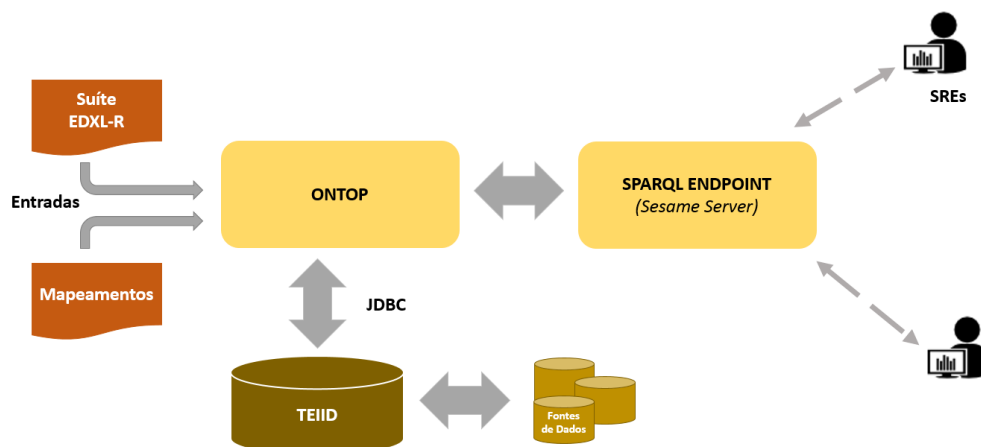 Suíte
EDXL-R
Entradas
Mapeamentos
ONTOP
SPARQL ENDPOINT
(Sesame Server)
SREs
JDBC
TEIID
Fontes
de Dados